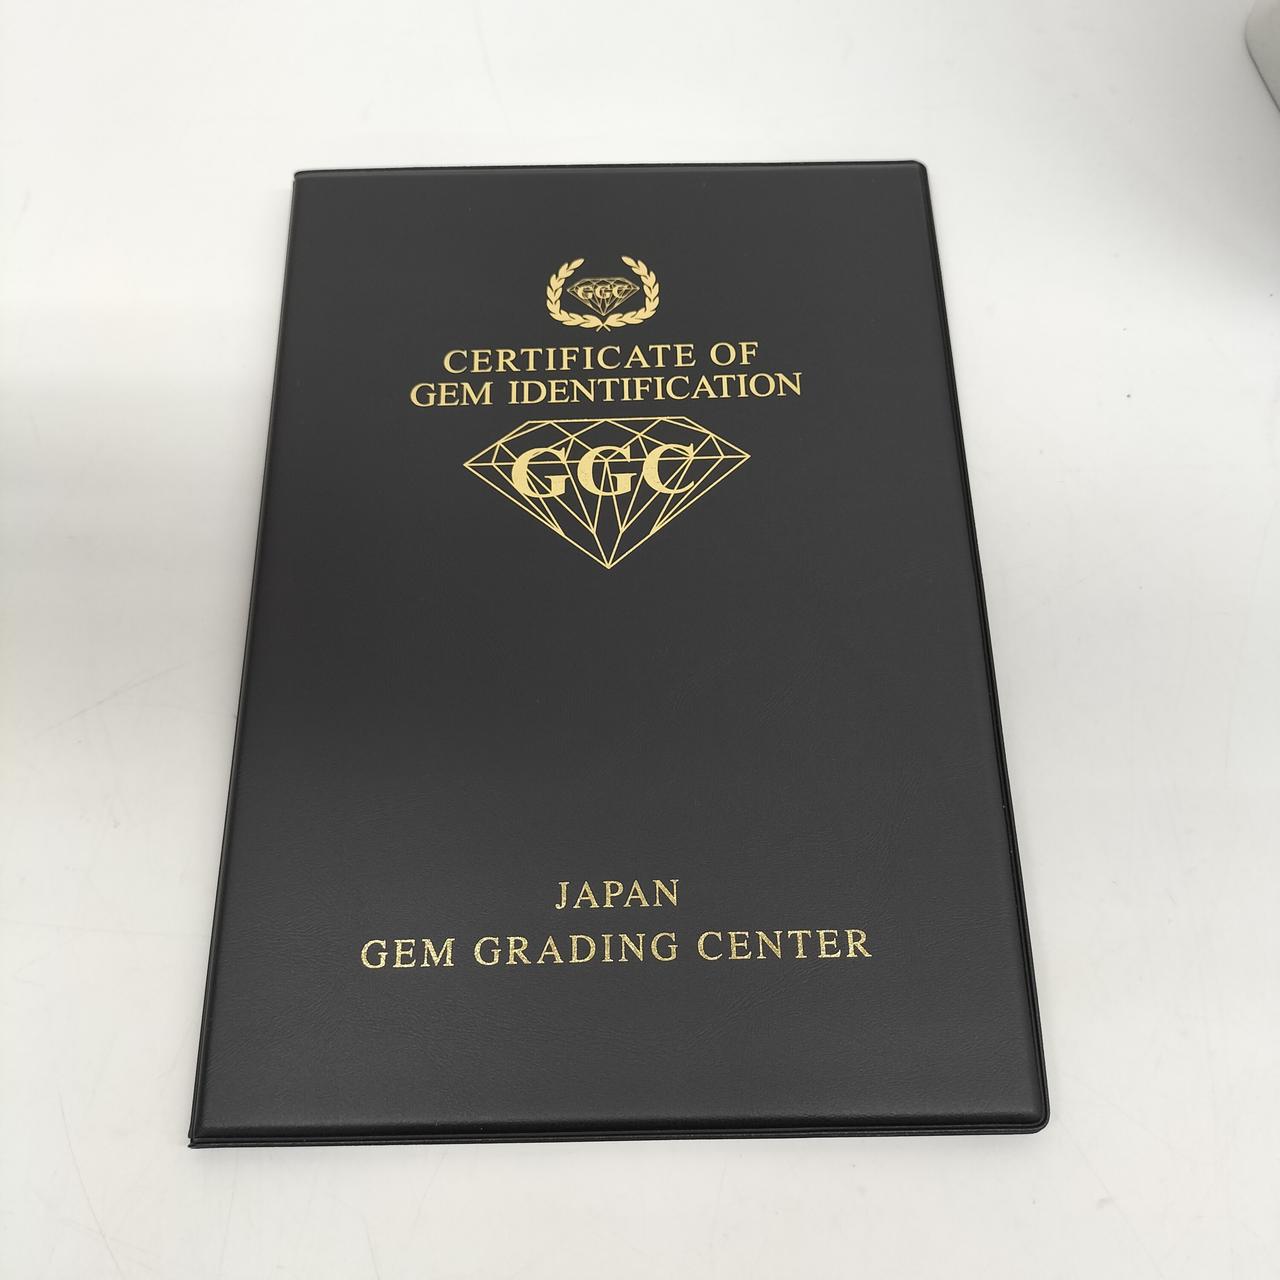 GGC
CERTIFICATE OF
GEM IDENTIFICATION
GGC
JAPAN
GEM GRADING CENTER